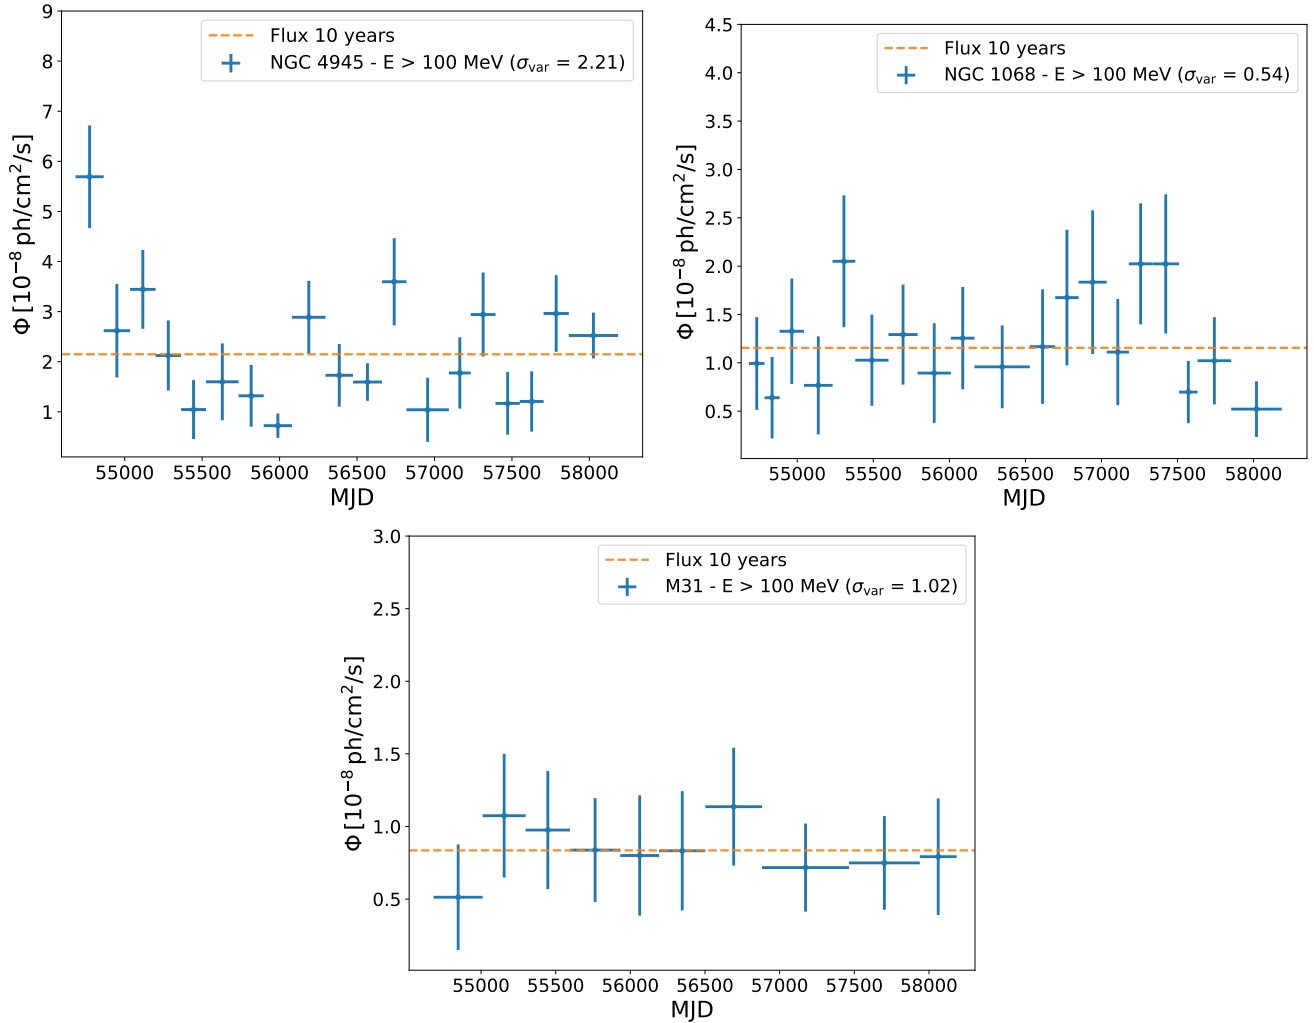 Flux 10 years
NGC 4945 - E > 100 MeV (σvar = 2.21)
Φ [10⁻⁸ ph/cm²/s]
9
8
7
6
5
4
3
2
1
55000 55500 56000 56500 57000 57500 58000
MJD
Flux 10 years
NGC 1068 - E > 100 MeV (σvar = 0.54)
Φ [10⁻⁸ ph/cm²/s]
4.5
4.0
3.5
3.0
2.5
2.0
1.5
1.0
0.5
55000 55500 56000 56500 57000 57500 58000
MJD
Flux 10 years
M31 - E > 100 MeV (σvar = 1.02)
Φ [10⁻⁸ ph/cm²/s]
3.0
2.5
2.0
1.5
1.0
0.5
55000 55500 56000 56500 57000 57500 58000
MJD